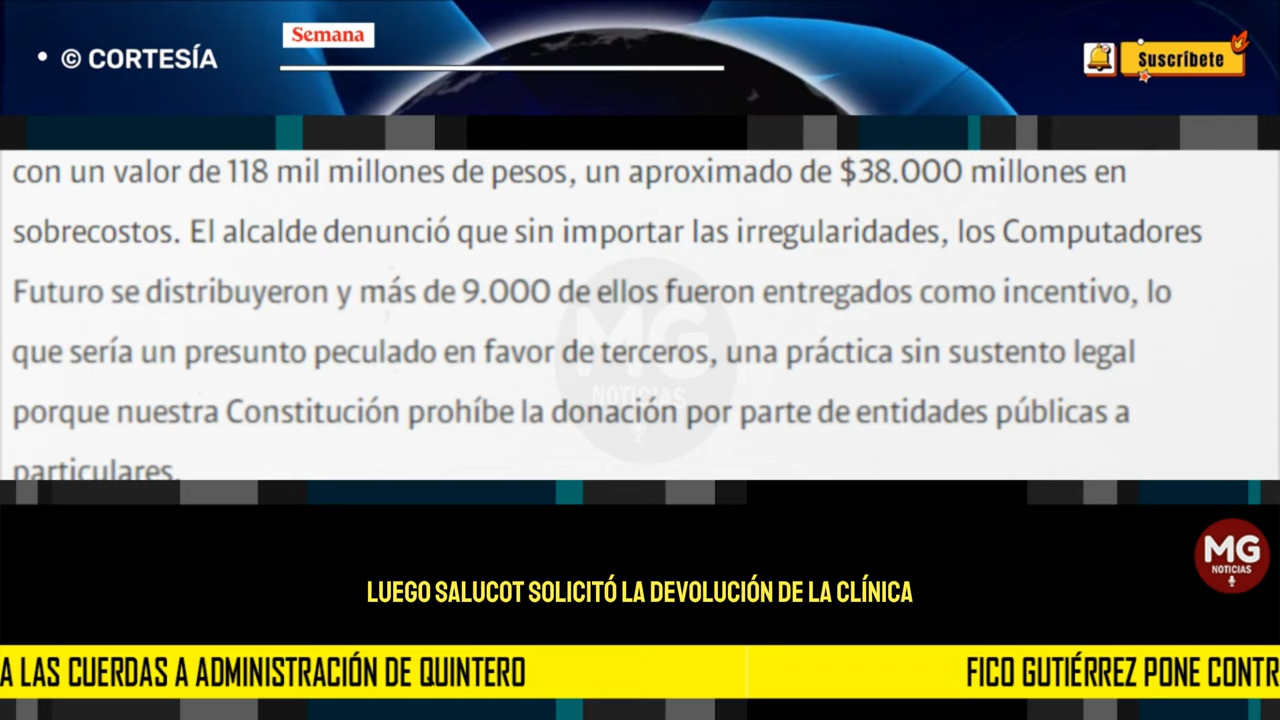 Semana
• © CORTESÍA
Suscríbete
con un valor de 118 mil millones de pesos, un aproximado de $38.000 millones en
sobrecostos. El alcalde denunció que sin importar las irregularidades, los Computadores
Futuro se distribuyeron y más de 9.000 de ellos fueron entregados como incentivo, lo
que sería un presunto peculado en favor de terceros, una práctica sin sustento legal
porque nuestra Constitución prohíbe la donación por parte de entidades públicas a
particulares.
MG
NOTICIAS
MG
NOTICIAS
LUEGO SALUCOT SOLICITÓ LA DEVOLUCIÓN DE LA CLÍNICA
A LAS CUERDAS A ADMINISTRACIÓN DE QUINTERO
FICO GUTIÉRREZ PONE CONTR